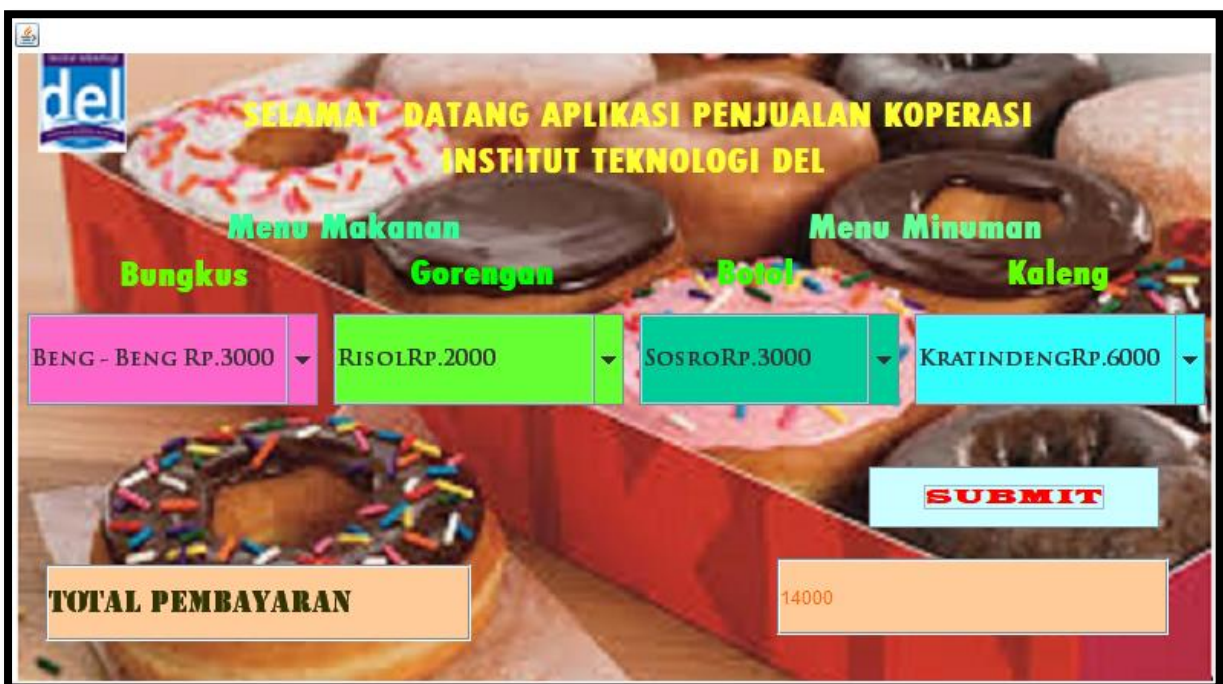 del
SELAMAT DATANG APLIKASI PENJUALAN KOPERASI
INSTITUT TEKNOLOGI DEL
Menu Makanan Menu Minuman
Bungkus Gorengan Botol Kaleng
BENG - BENG RP.3000 RISOLRP.2000 SOSRORP.3000 KRATINDENGRP.6000
SUBMIT
TOTAL PEMBAYARAN 14000